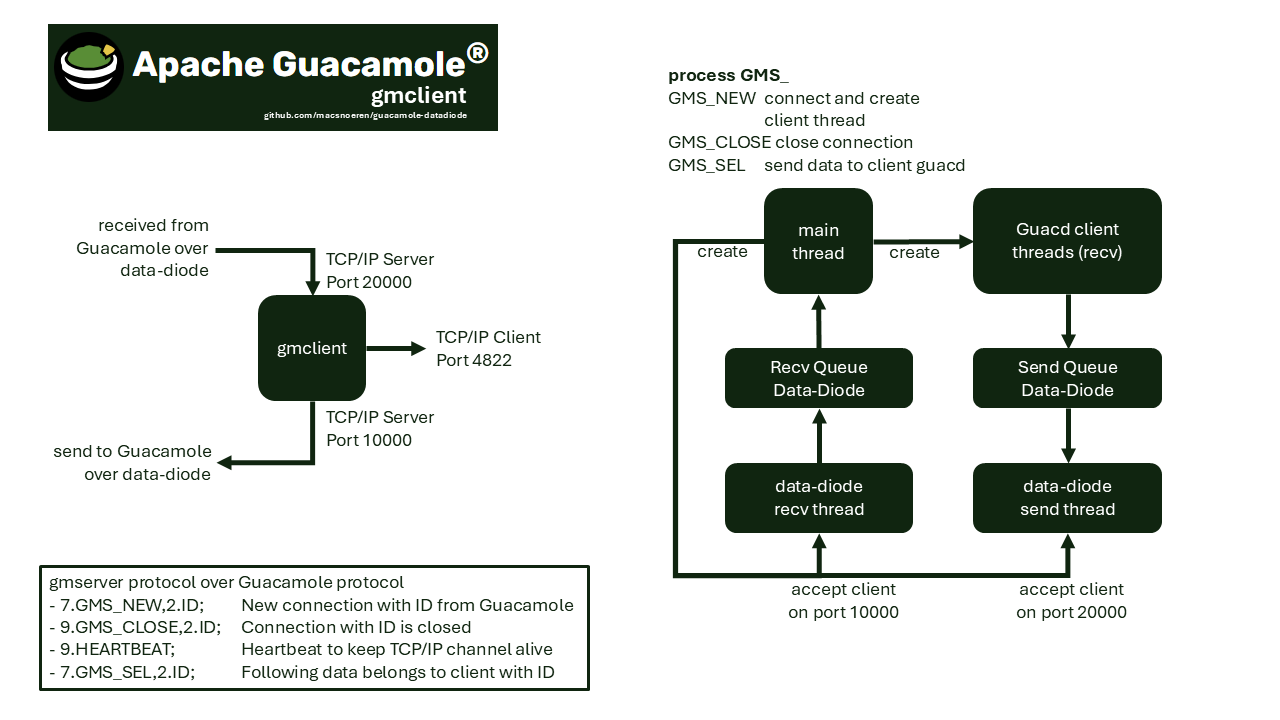 Apache Guacamole®
gmclient
github.com/macsnoeren/guacamole-datadiode
received from
Guacamole over
data-diode
TCP/IP Server
Port 20000
gmclient
TCP/IP Client
Port 4822
TCP/IP Server
Port 10000
send to Guacamole
over data-diode
gmserver protocol over Guacamole protocol
- 7.GMS_NEW,2.ID; New connection with ID from Guacamole
- 9.GMS_CLOSE,2.ID; Connection with ID is closed
- 9.HEARTBEAT; Heartbeat to keep TCP/IP channel alive
- 7.GMS_SEL,2.ID; Following data belongs to client with ID
process GMS_
GMS_NEW connect and create
client thread
GMS_CLOSE close connection
GMS_SEL send data to client guacd
main
thread
Guacd client
threads (recv)
create
create
Recv Queue
Data-Diode
Send Queue
Data-Diode
data-diode
recv thread
data-diode
send thread
accept client
on port 10000
accept client
on port 20000